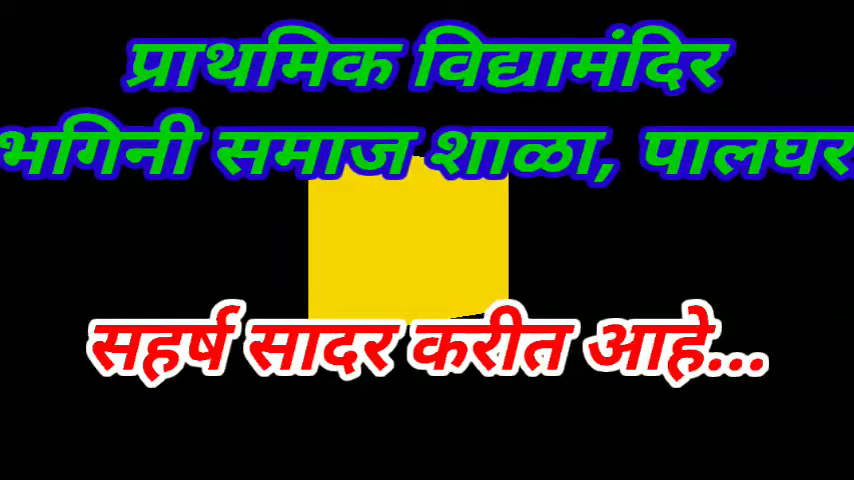 प्राथमिक विद्यामंदिर
भगिनी समाज शाळा, पालघर
सहर्ष सादर करीत आहे...